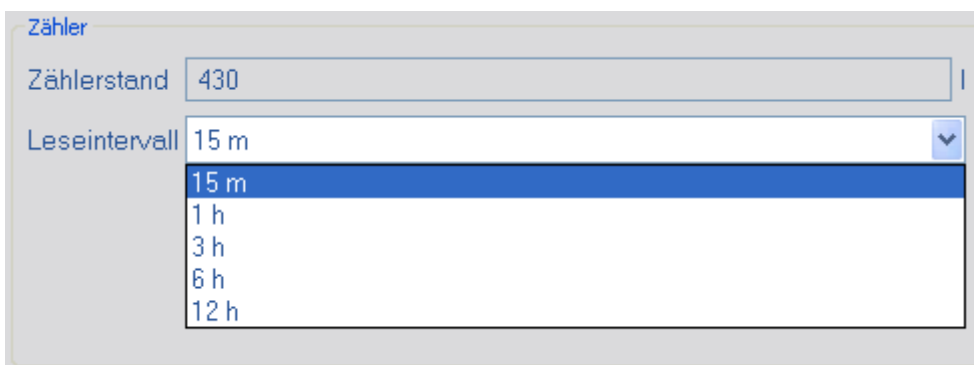 Zähler
Zählerstand 430 l
Leseintervall 15 m
15 m
1 h
3 h
6 h
12 h